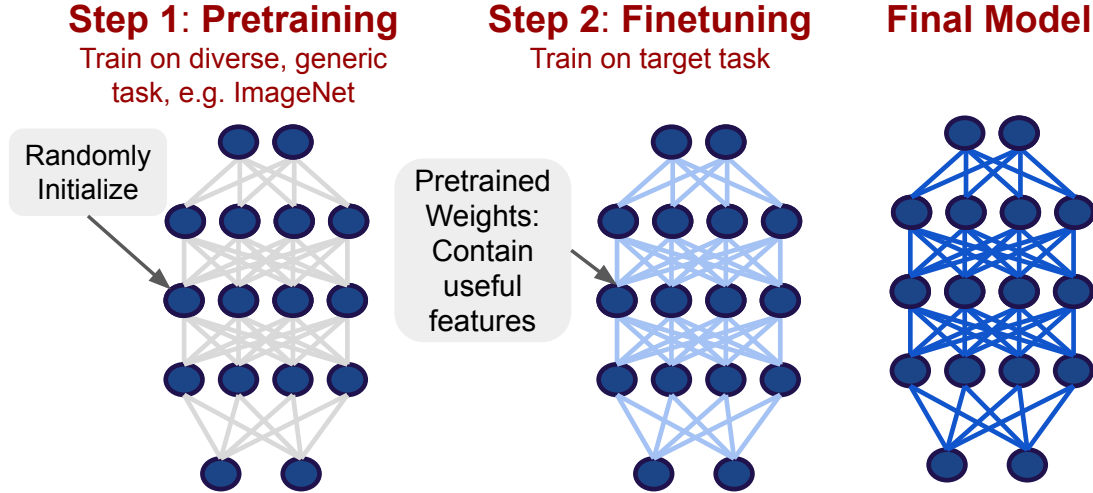 Step 1: Pretraining
Train on diverse, generic
task, e.g. ImageNet
Randomly
Initialize
Step 2: Finetuning
Train on target task
Pretrained
Weights:
Contain
useful
features
Final Model